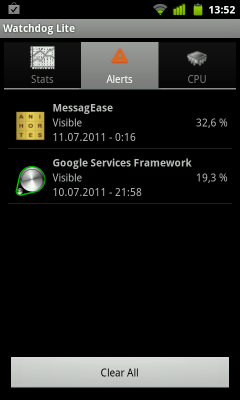 13:52
Watchdog Lite
Stats
Alerts
CPU
MessagEase
Visible
32,6 %
11.07.2011 - 0:16
Google Services Framework
Visible
19,3 %
10.07.2011 - 21:58
A N I
H O R
T E S
Clear All